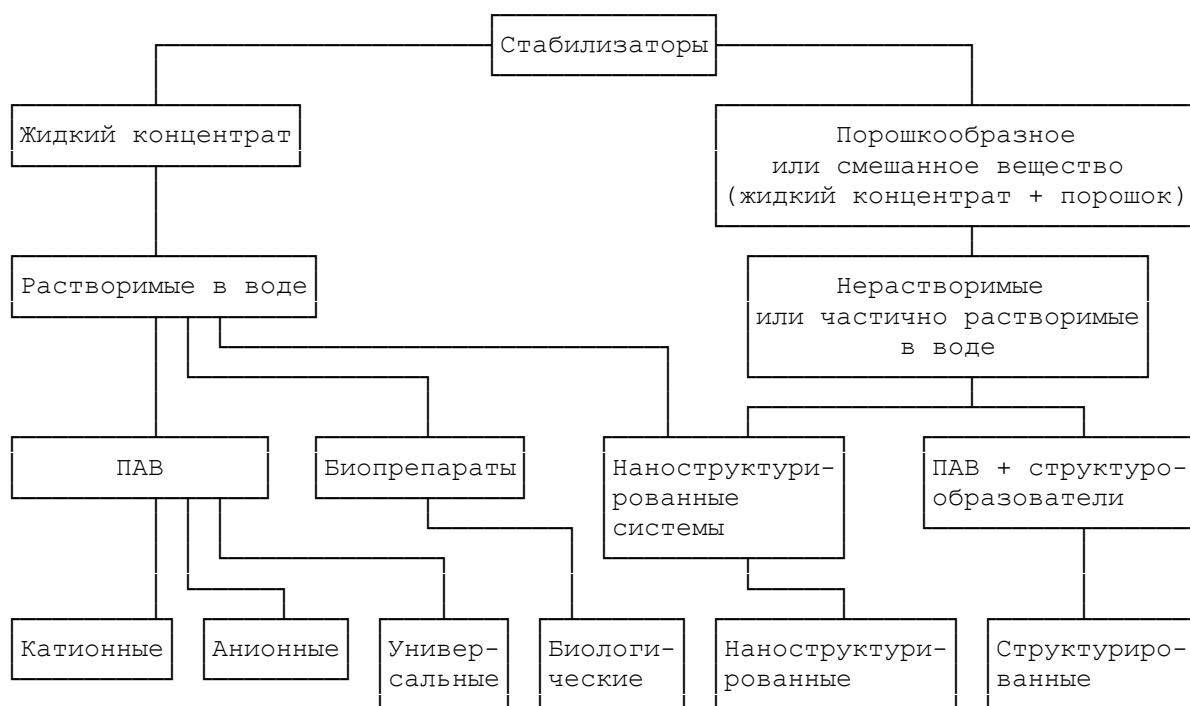 Стабилизаторы
Жидкий концентрат
Порошкообразное
или смешанное вещество
(жидкий концентрат + порошок)
Растворимые в воде
Нерастворимые
или частично растворимые
в воде
ПАВ
Биопрепараты
Наноструктури-
рованные
системы
ПАВ + структуро-
образователи
Катионные
Анионные
Универ-
сальные
Биологи-
ческие
Наноструктури-
рованные
Структуриро-
ванные